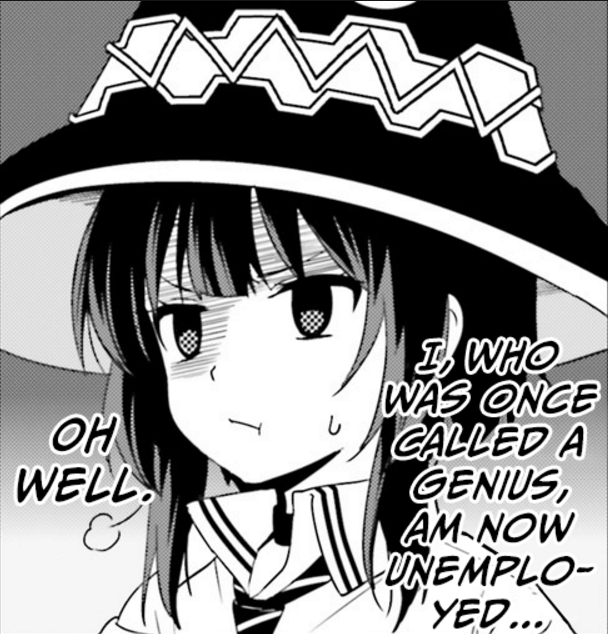 I, WHO
WAS ONCE
CALLED A
GENIUS,
AM NOW
UNEMPLO-
YED...
OH
WELL.